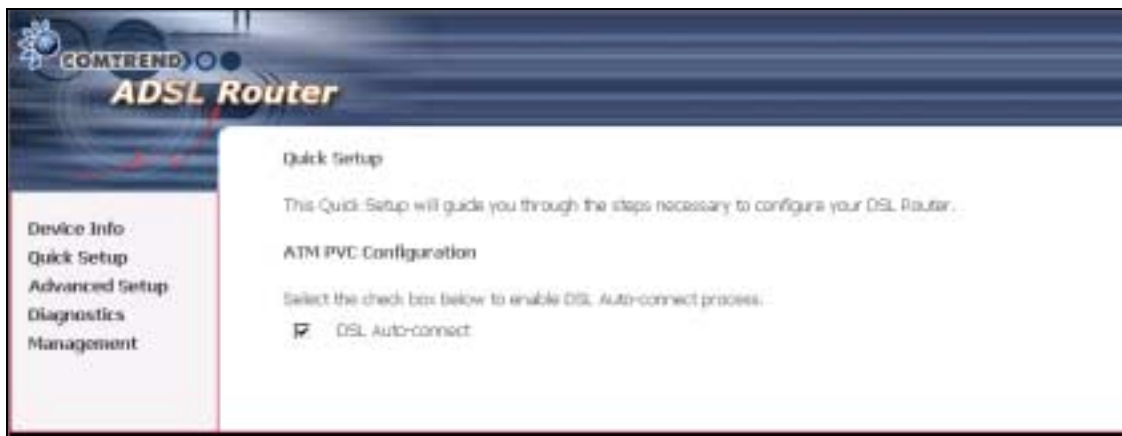 COMTREND
ADSL Router
Device Info
Quick Setup
Advanced Setup
Diagnostics
Management
Quick Setup
This Quick Setup will guide you through the steps necessary to configure your DSL Router.
ATM PVC Configuration
Select the check box below to enable DSL Auto-connect process.
DSL Auto-connect